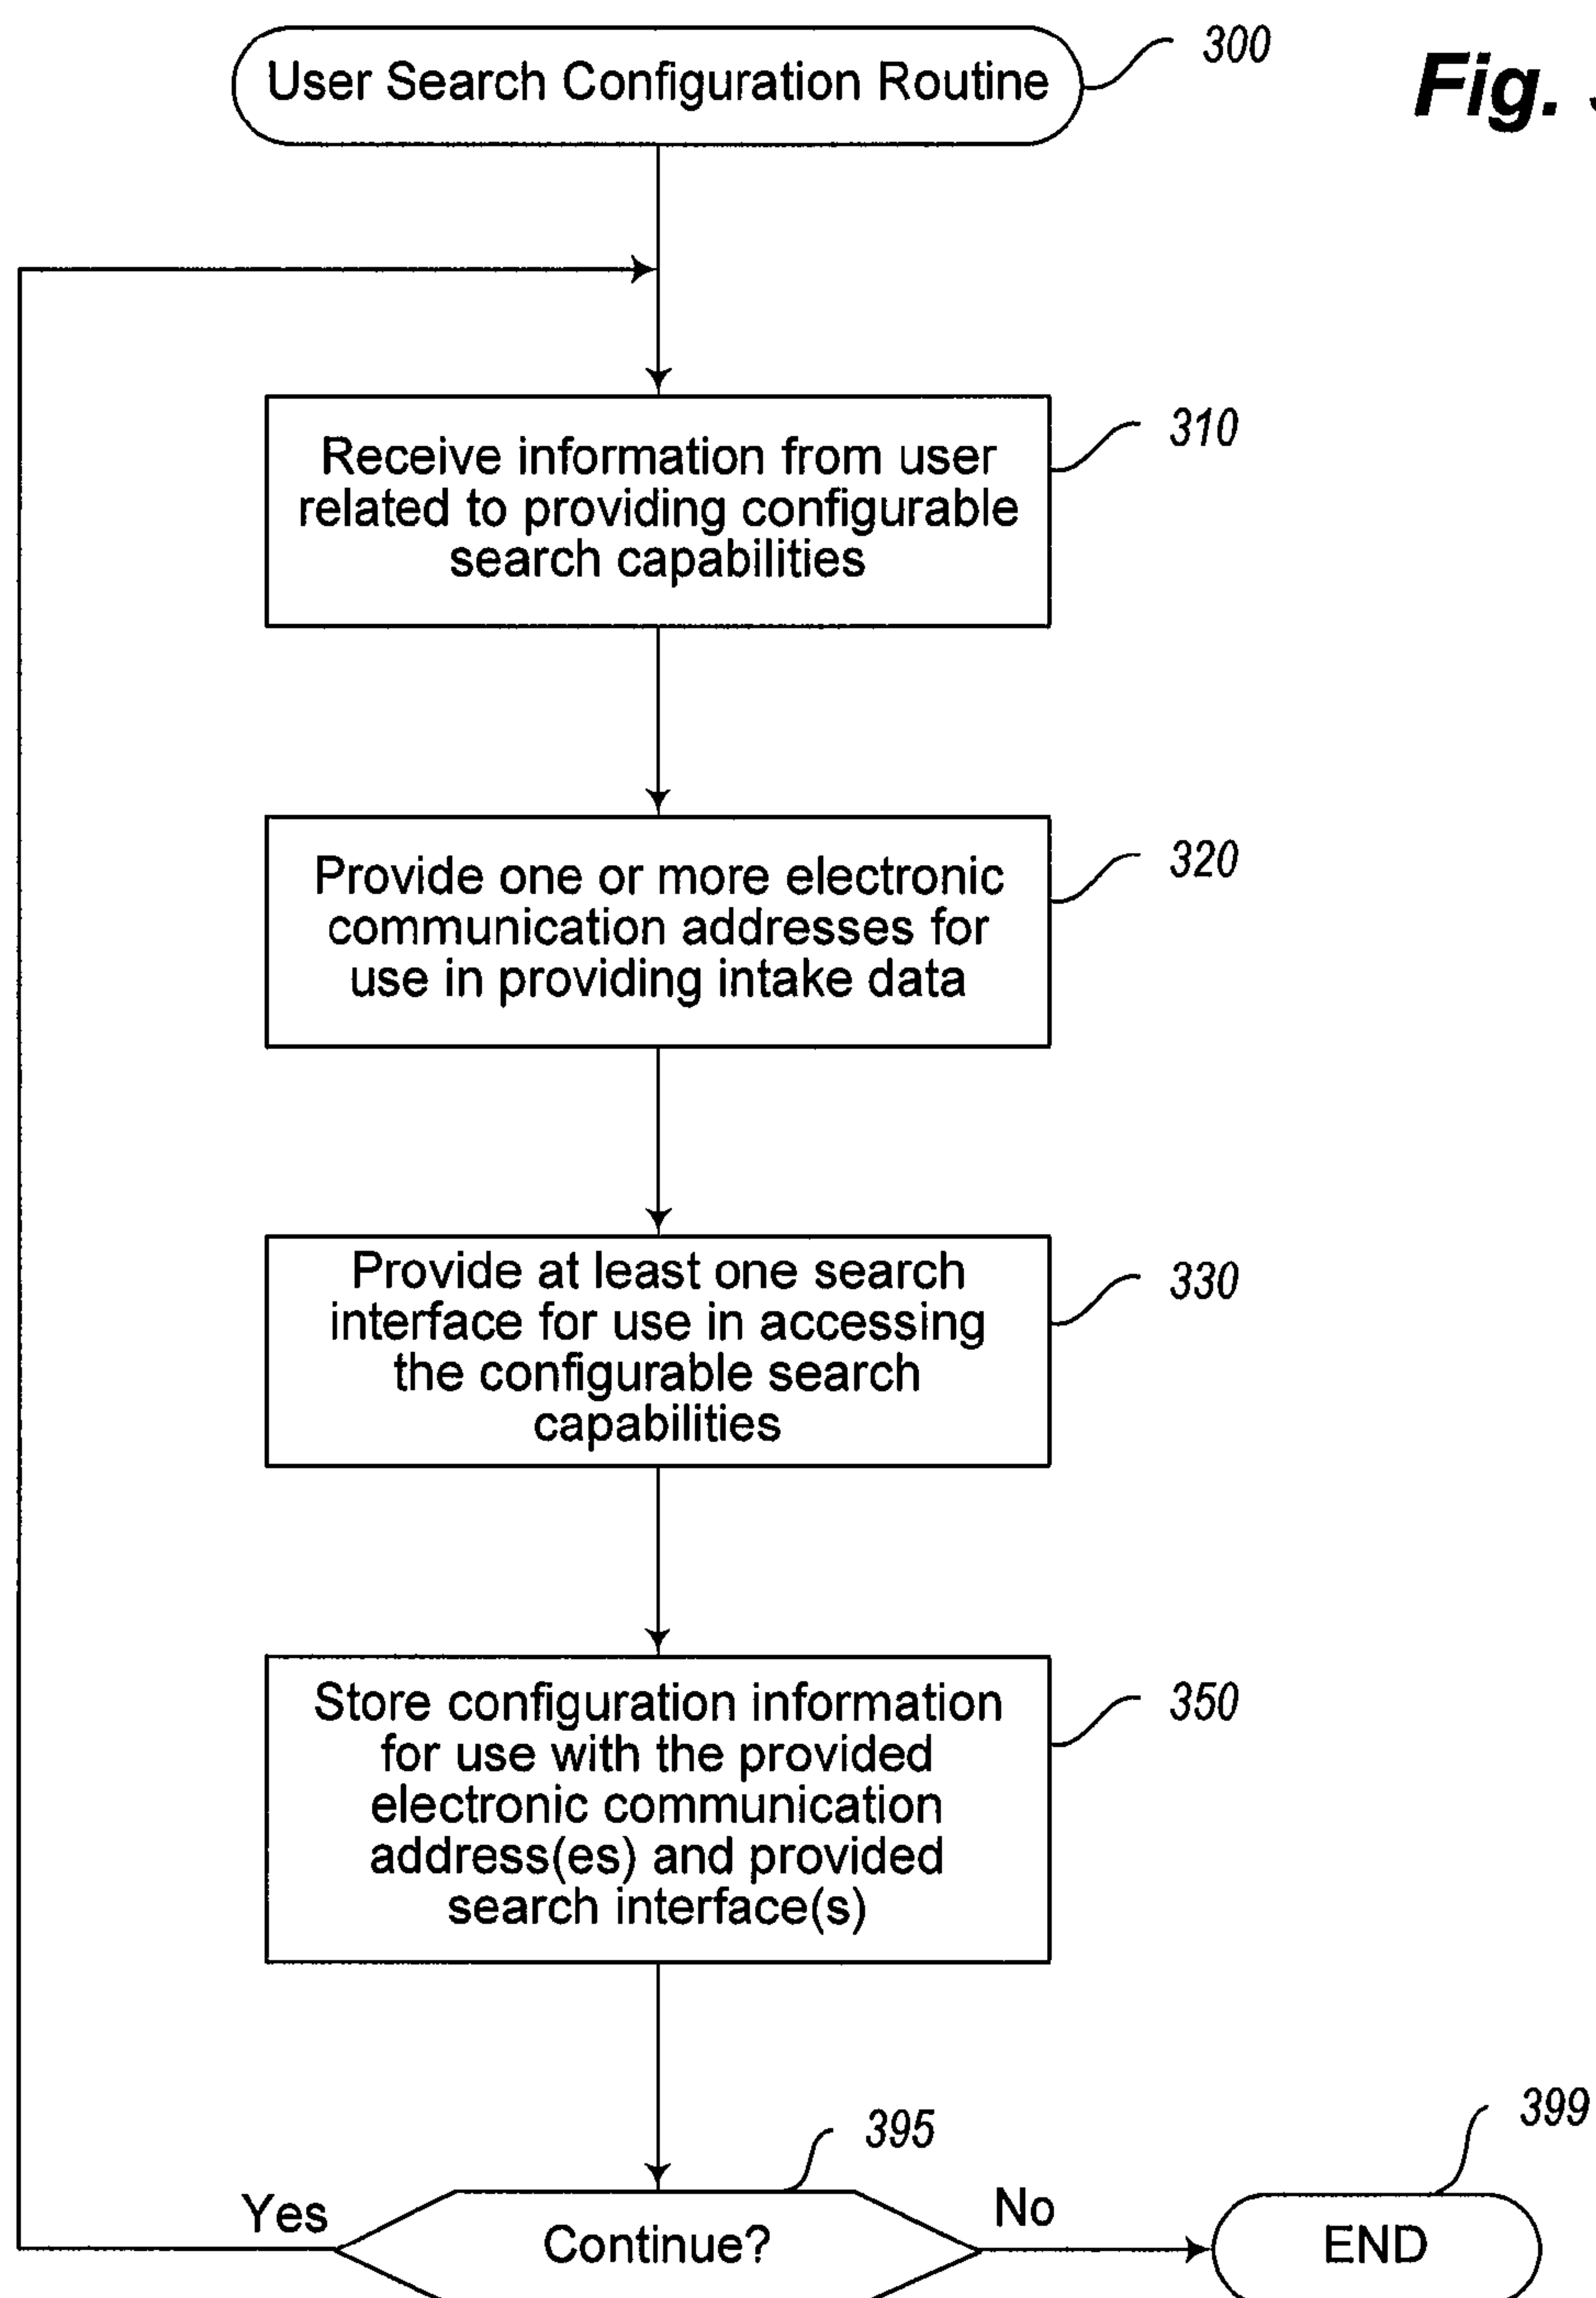 User Search Configuration Routine
300
Fig.
Receive information from user
related to providing configurable
search capabilities
310
Provide one or more electronic
communication addresses for
use in providing intake data
320
Provide at least one search
interface for use in accessing
the configurable search
capabilities
330
Store configuration information
for use with the provided
electronic communication
address(es) and provided
search interface(s)
350
395
399
Yes
Continue?
No
END